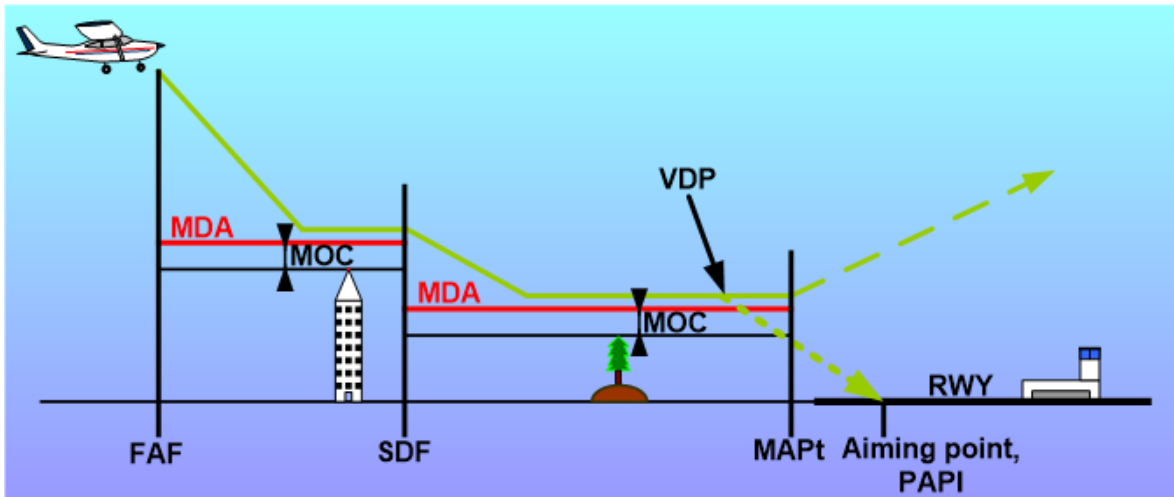 VDP
MDA
MOC
MDA
MOC
RWY
FAF
SDF
MAPt
Aiming point,
PAPI